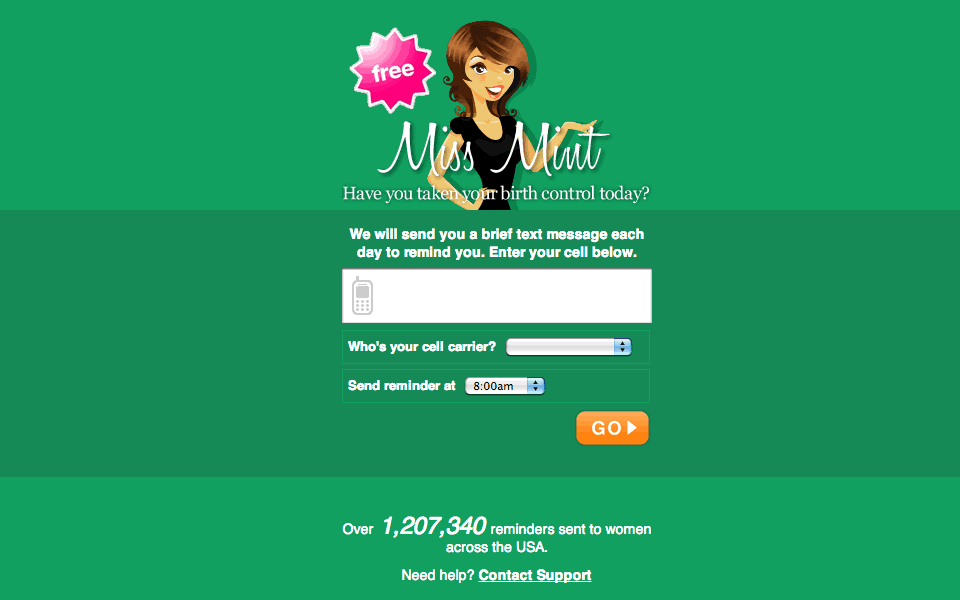 free
Miss Mint
Have you taken your birth control today?
We will send you a brief text message each
day to remind you. Enter your cell below.
Who's your cell carrier?
Send reminder at 8:00am
GO
Over 1,207,340 reminders sent to women
across the USA.
Need help? Contact Support